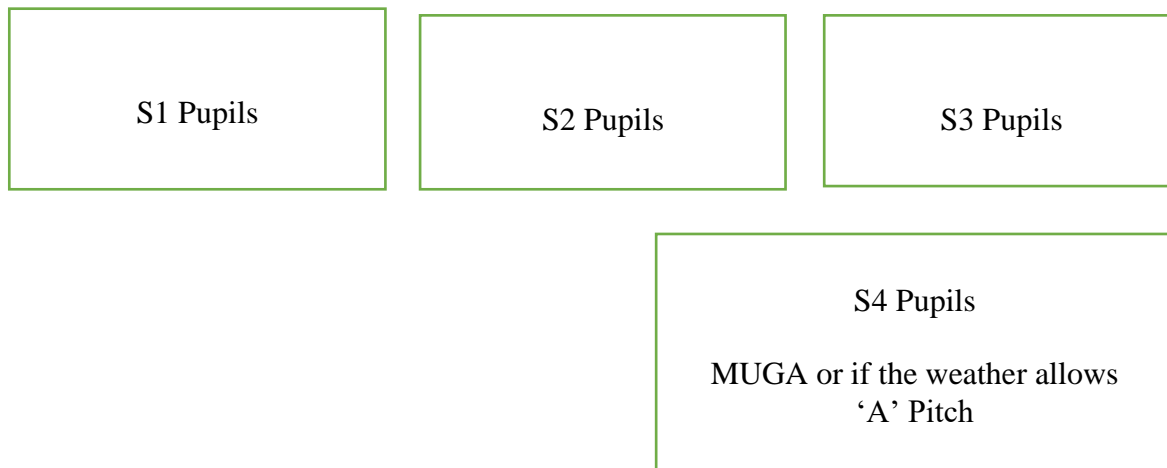 S1 Pupils
S2 Pupils
S3 Pupils
S4 Pupils
MUGA or if the weather allows
‘A’ Pitch